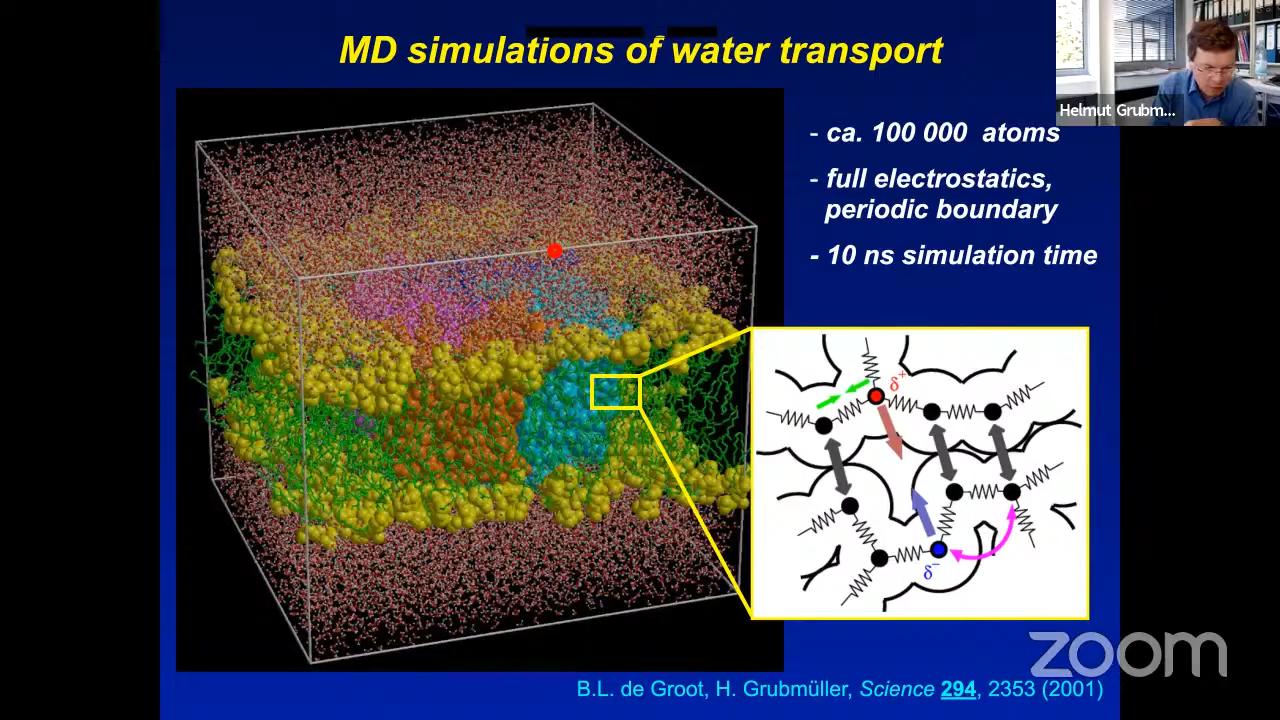 MD simulations of water transport
Helmut Grubm...
- ca. 100 000 atoms
- full electrostatics,
periodic boundary
- 10 ns simulation time
δ+
δ−
zoom
B.L. de Groot, H. Grubmüller, Science 294, 2353 (2001)